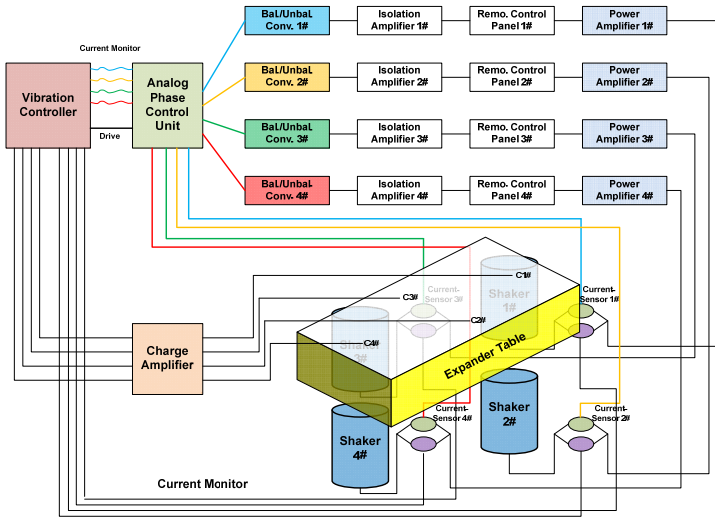 Bal./Unbal.
Conv. 1#
Isolation
Amplifier 1#
Remo. Control
Panel 1#
Power
Amplifier 1#
Current Monitor
Vibration
Controller
Analog
Phase
Control
Unit
Drive
Bal./Unbal.
Conv. 2#
Isolation
Amplifier 2#
Remo. Control
Panel 2#
Power
Amplifier 2#
Bal./Unbal.
Conv. 3#
Isolation
Amplifier 3#
Remo. Control
Panel 3#
Power
Amplifier 3#
Bal./Unbal.
Conv. 4#
Isolation
Amplifier 4#
Remo. Control
Panel 4#
Power
Amplifier 4#
C1#
C3#
C2#
C4#
Shaker
1#
Current-
Sensor 3#
Current-
Sensor 1#
Shaker
3#
Expander Table
Charge
Amplifier
Shaker
4#
Current-
Sensor 4#
Shaker
2#
Current-
Sensor 2#
Current Monitor